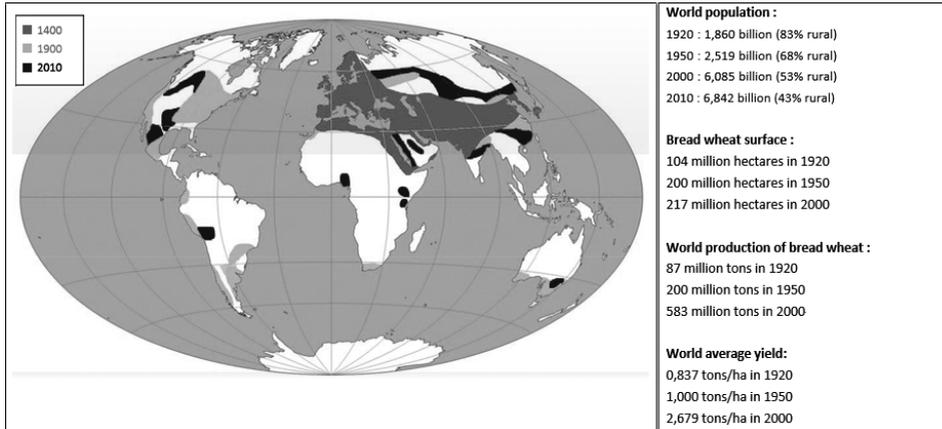 1400
1900
2010
World population :
1920 : 1,860 billion (83% rural)
1950 : 2,519 billion (68% rural)
2000 : 6,085 billion (53% rural)
2010 : 6,842 billion (43% rural)
Bread wheat surface :
104 million hectares in 1920
200 million hectares in 1950
217 million hectares in 2000
World production of bread wheat :
87 million tons in 1920
200 million tons in 1950
583 million tons in 2000
World average yield:
0,837 tons/ha in 1920
1,000 tons/ha in 1950
2,679 tons/ha in 2000